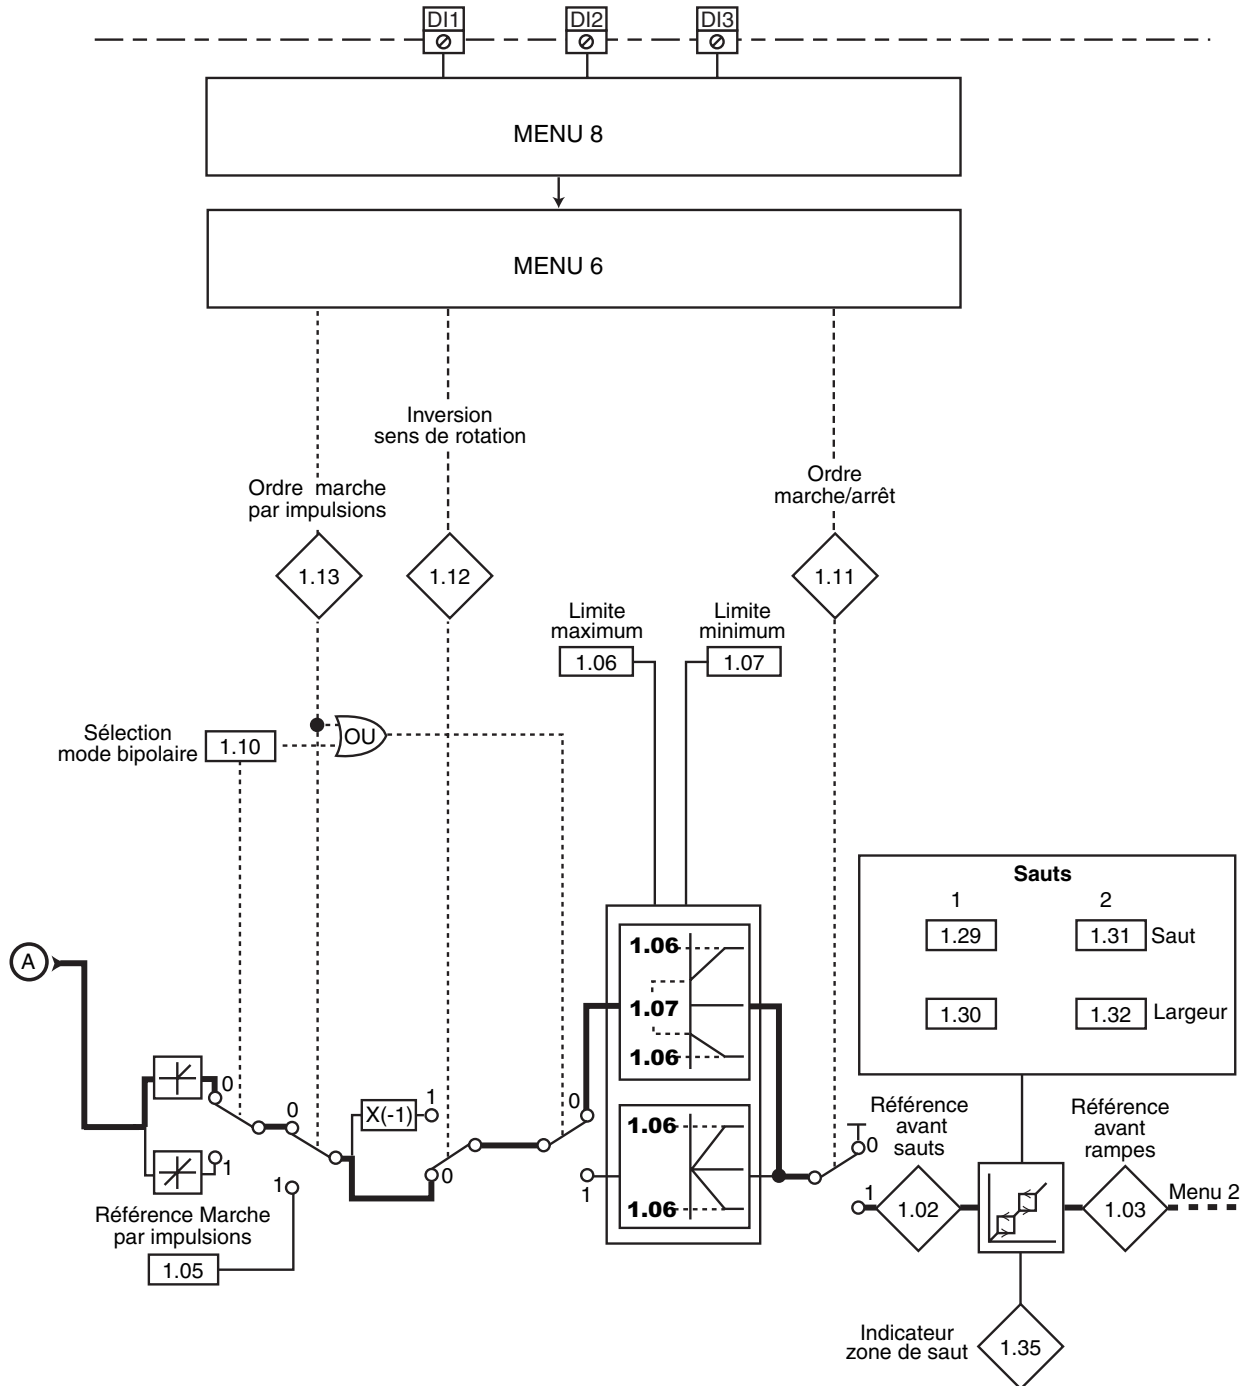 DI1 DI2 DI3
MENU 8
MENU 6
Inversion
sens de rotation
Ordre marche
par impulsions
Ordre
marche/arrêt
1.13
1.12
1.11
Limite
maximum
1.06
Limite
minimum
1.07
Sélection
mode bipolaire
1.10
OU
Sauts
1 2
1.29 1.31 Saut
1.30 1.32 Largeur
A
1.06
1.07
1.06
0
1
0
1
X(-1) 1
0
0
1
1.06
1.06
0
1
Référence Marche
par impulsions
1.05
Référence
avant
sauts
1.02
Référence
avant
rampes
1.03
Menu 2
Indicateur
zone de saut
1.35